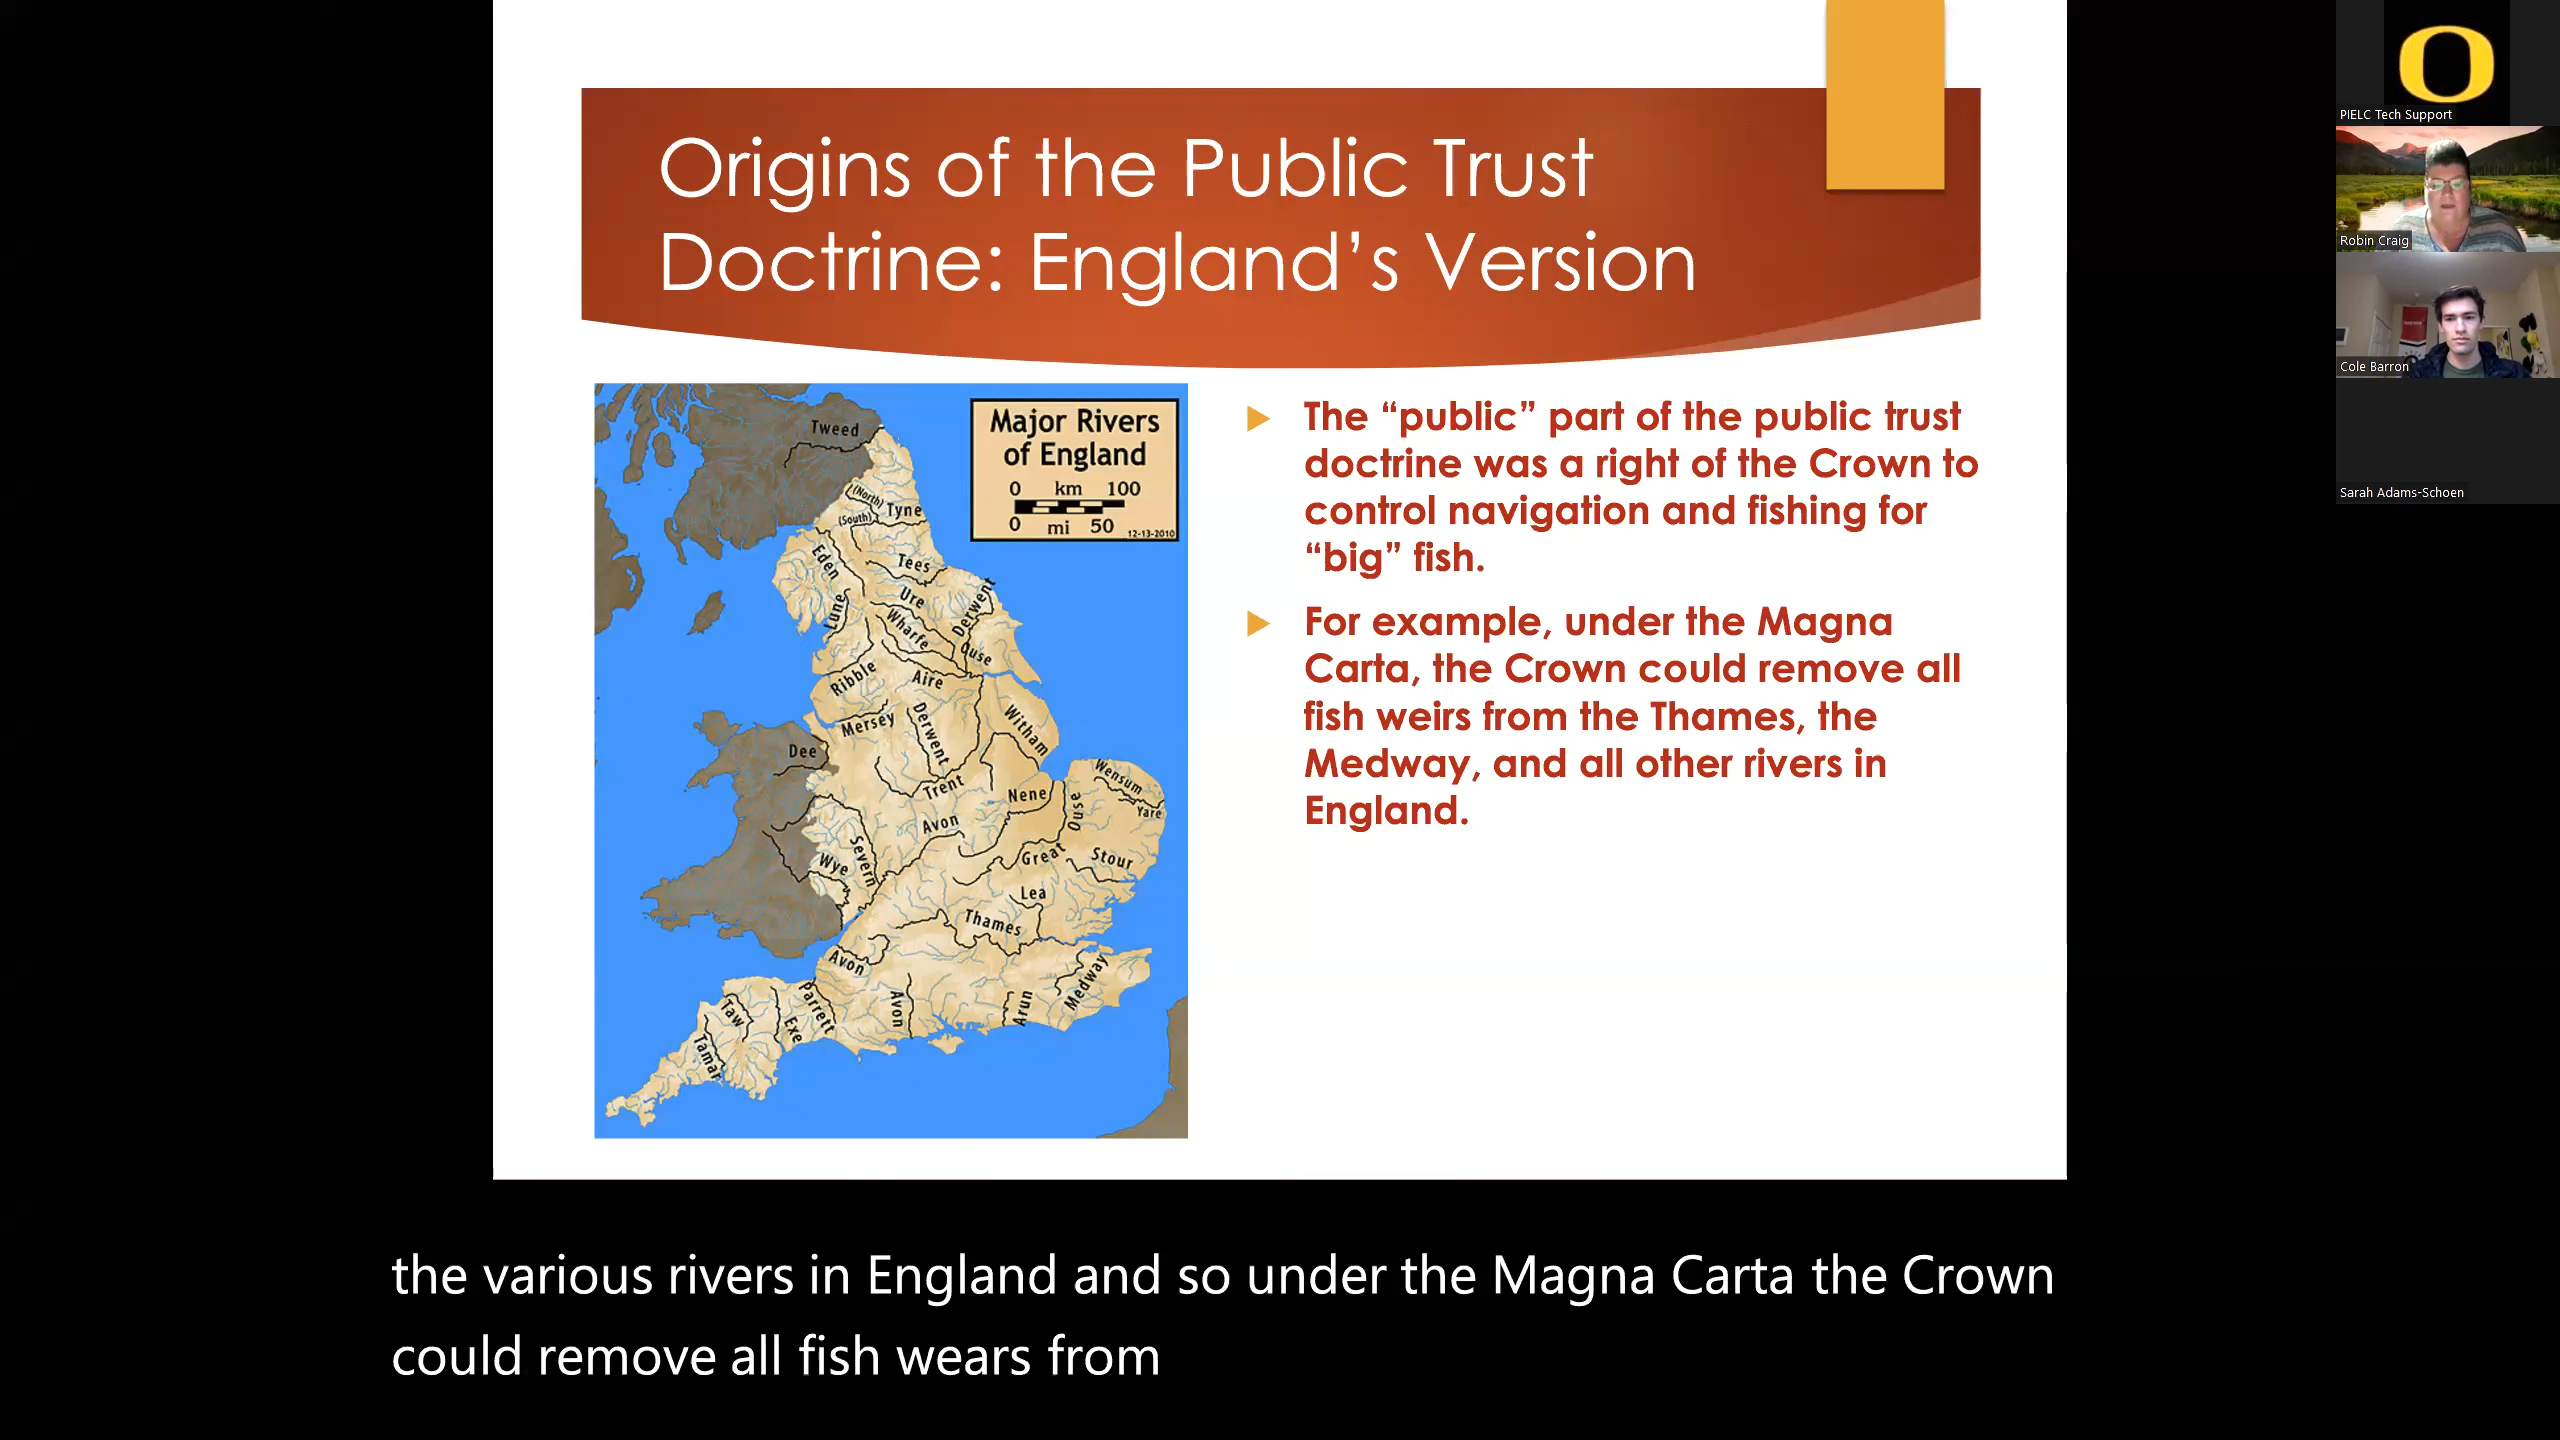 Origins of the Public Trust
Doctrine: England’s Version
Major Rivers
of England
0 km 100
0 mi 50
12-13-2010
Tweed
(North)
(South)
Tyne
Eden
Tees
Lune
Ure
Derwent
Wharfe
Ouse
Ribble
Aire
Mersey
Derwent
Witham
Dee
Trent
Nene
Ouse
Wensum
Yare
Avon
Severn
Wye
Great
Stour
Lea
Thames
Avon
Medway
Parrett
Avon
Arun
Taw
Exe
Tamar
The “public” part of the public trust
doctrine was a right of the Crown to
control navigation and fishing for
“big” fish.
For example, under the Magna
Carta, the Crown could remove all
fish weirs from the Thames, the
Medway, and all other rivers in
England.
O
PIELC Tech Support
Robin Craig
Cole Barron
Sarah Adams-Schoen
the various rivers in England and so under the Magna Carta the Crown
could remove all fish wears from